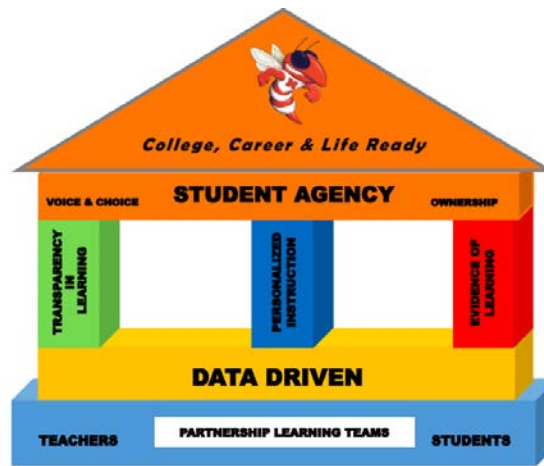 College, Career & Life Ready
VOICE & CHOICE STUDENT AGENCY OWNERSHIP
TRANSPARENCY
IN
LEARNING
PERSONALIZED
INSTRUCTION
EVIDENCE OF
LEARNING
DATA DRIVEN
TEACHERS PARTNERSHIP LEARNING TEAMS STUDENTS